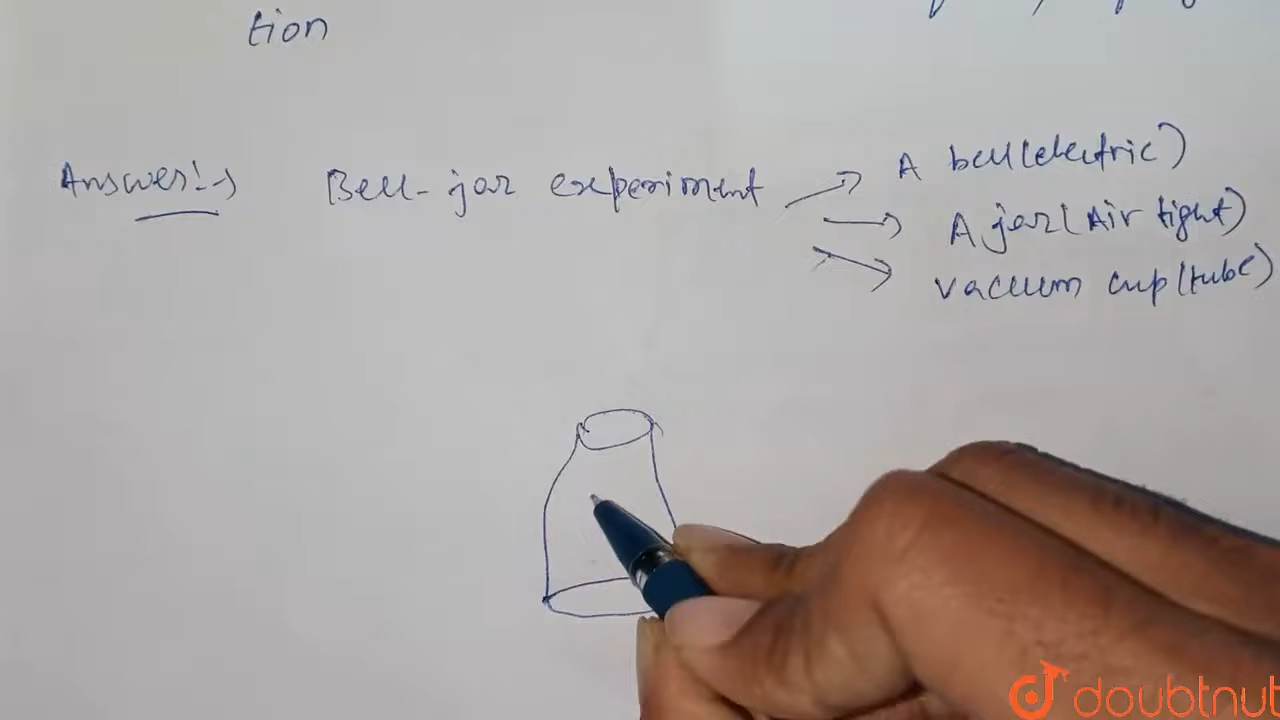 tion
Answer:→ Bell-jar experiment → A bell(electric)
→ A jar(Air tight)
→ vacuum cup(tube)
doubtnut